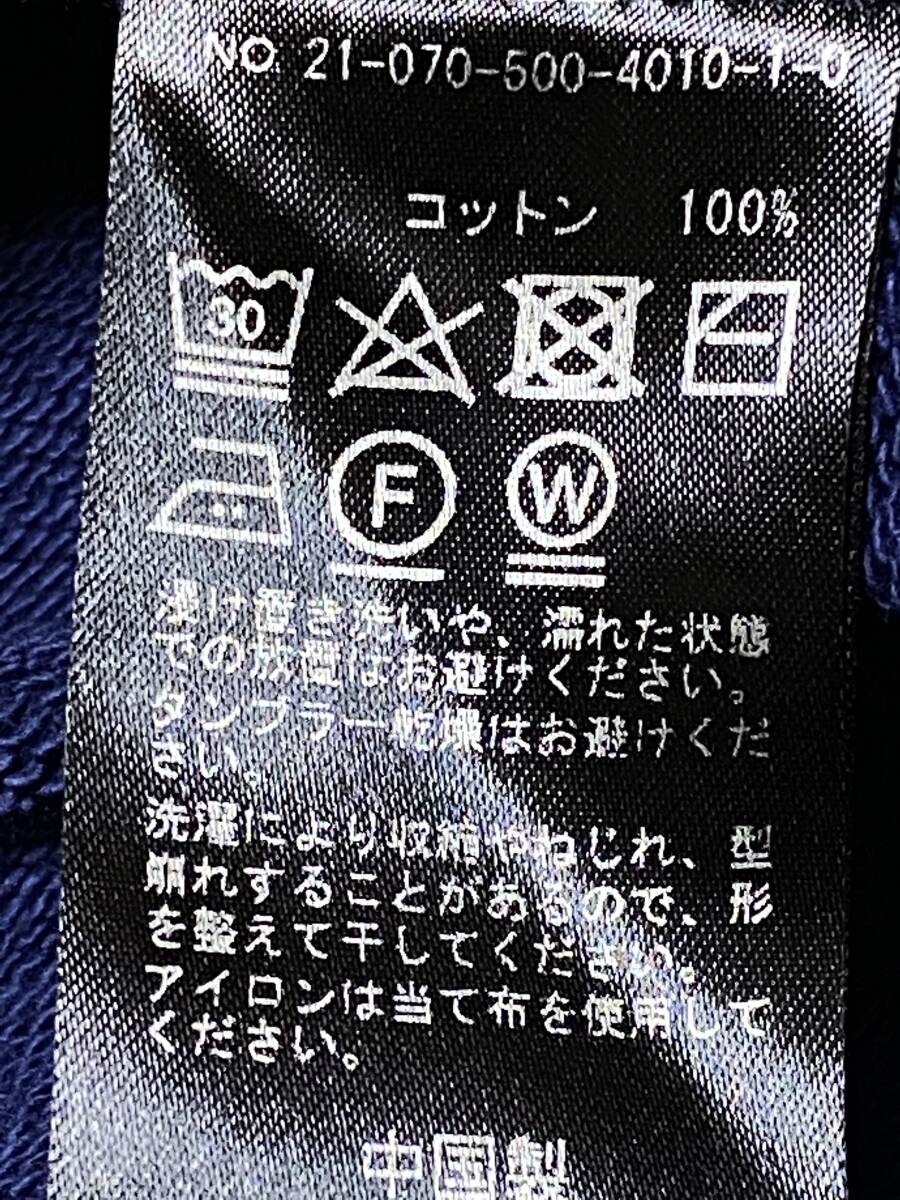 NO 21-070-500-4010-1-0
コットン 100%
30
F
W
浸け置き洗いや、濡れた状態
での放置はお避けください。
タンブラー乾燥はお避けくだ
さい。
洗濯により収縮やねじれ、型
崩れすることがあるので、形
を整えて干してください。
アイロンは当て布を使用して
ください。
中国製